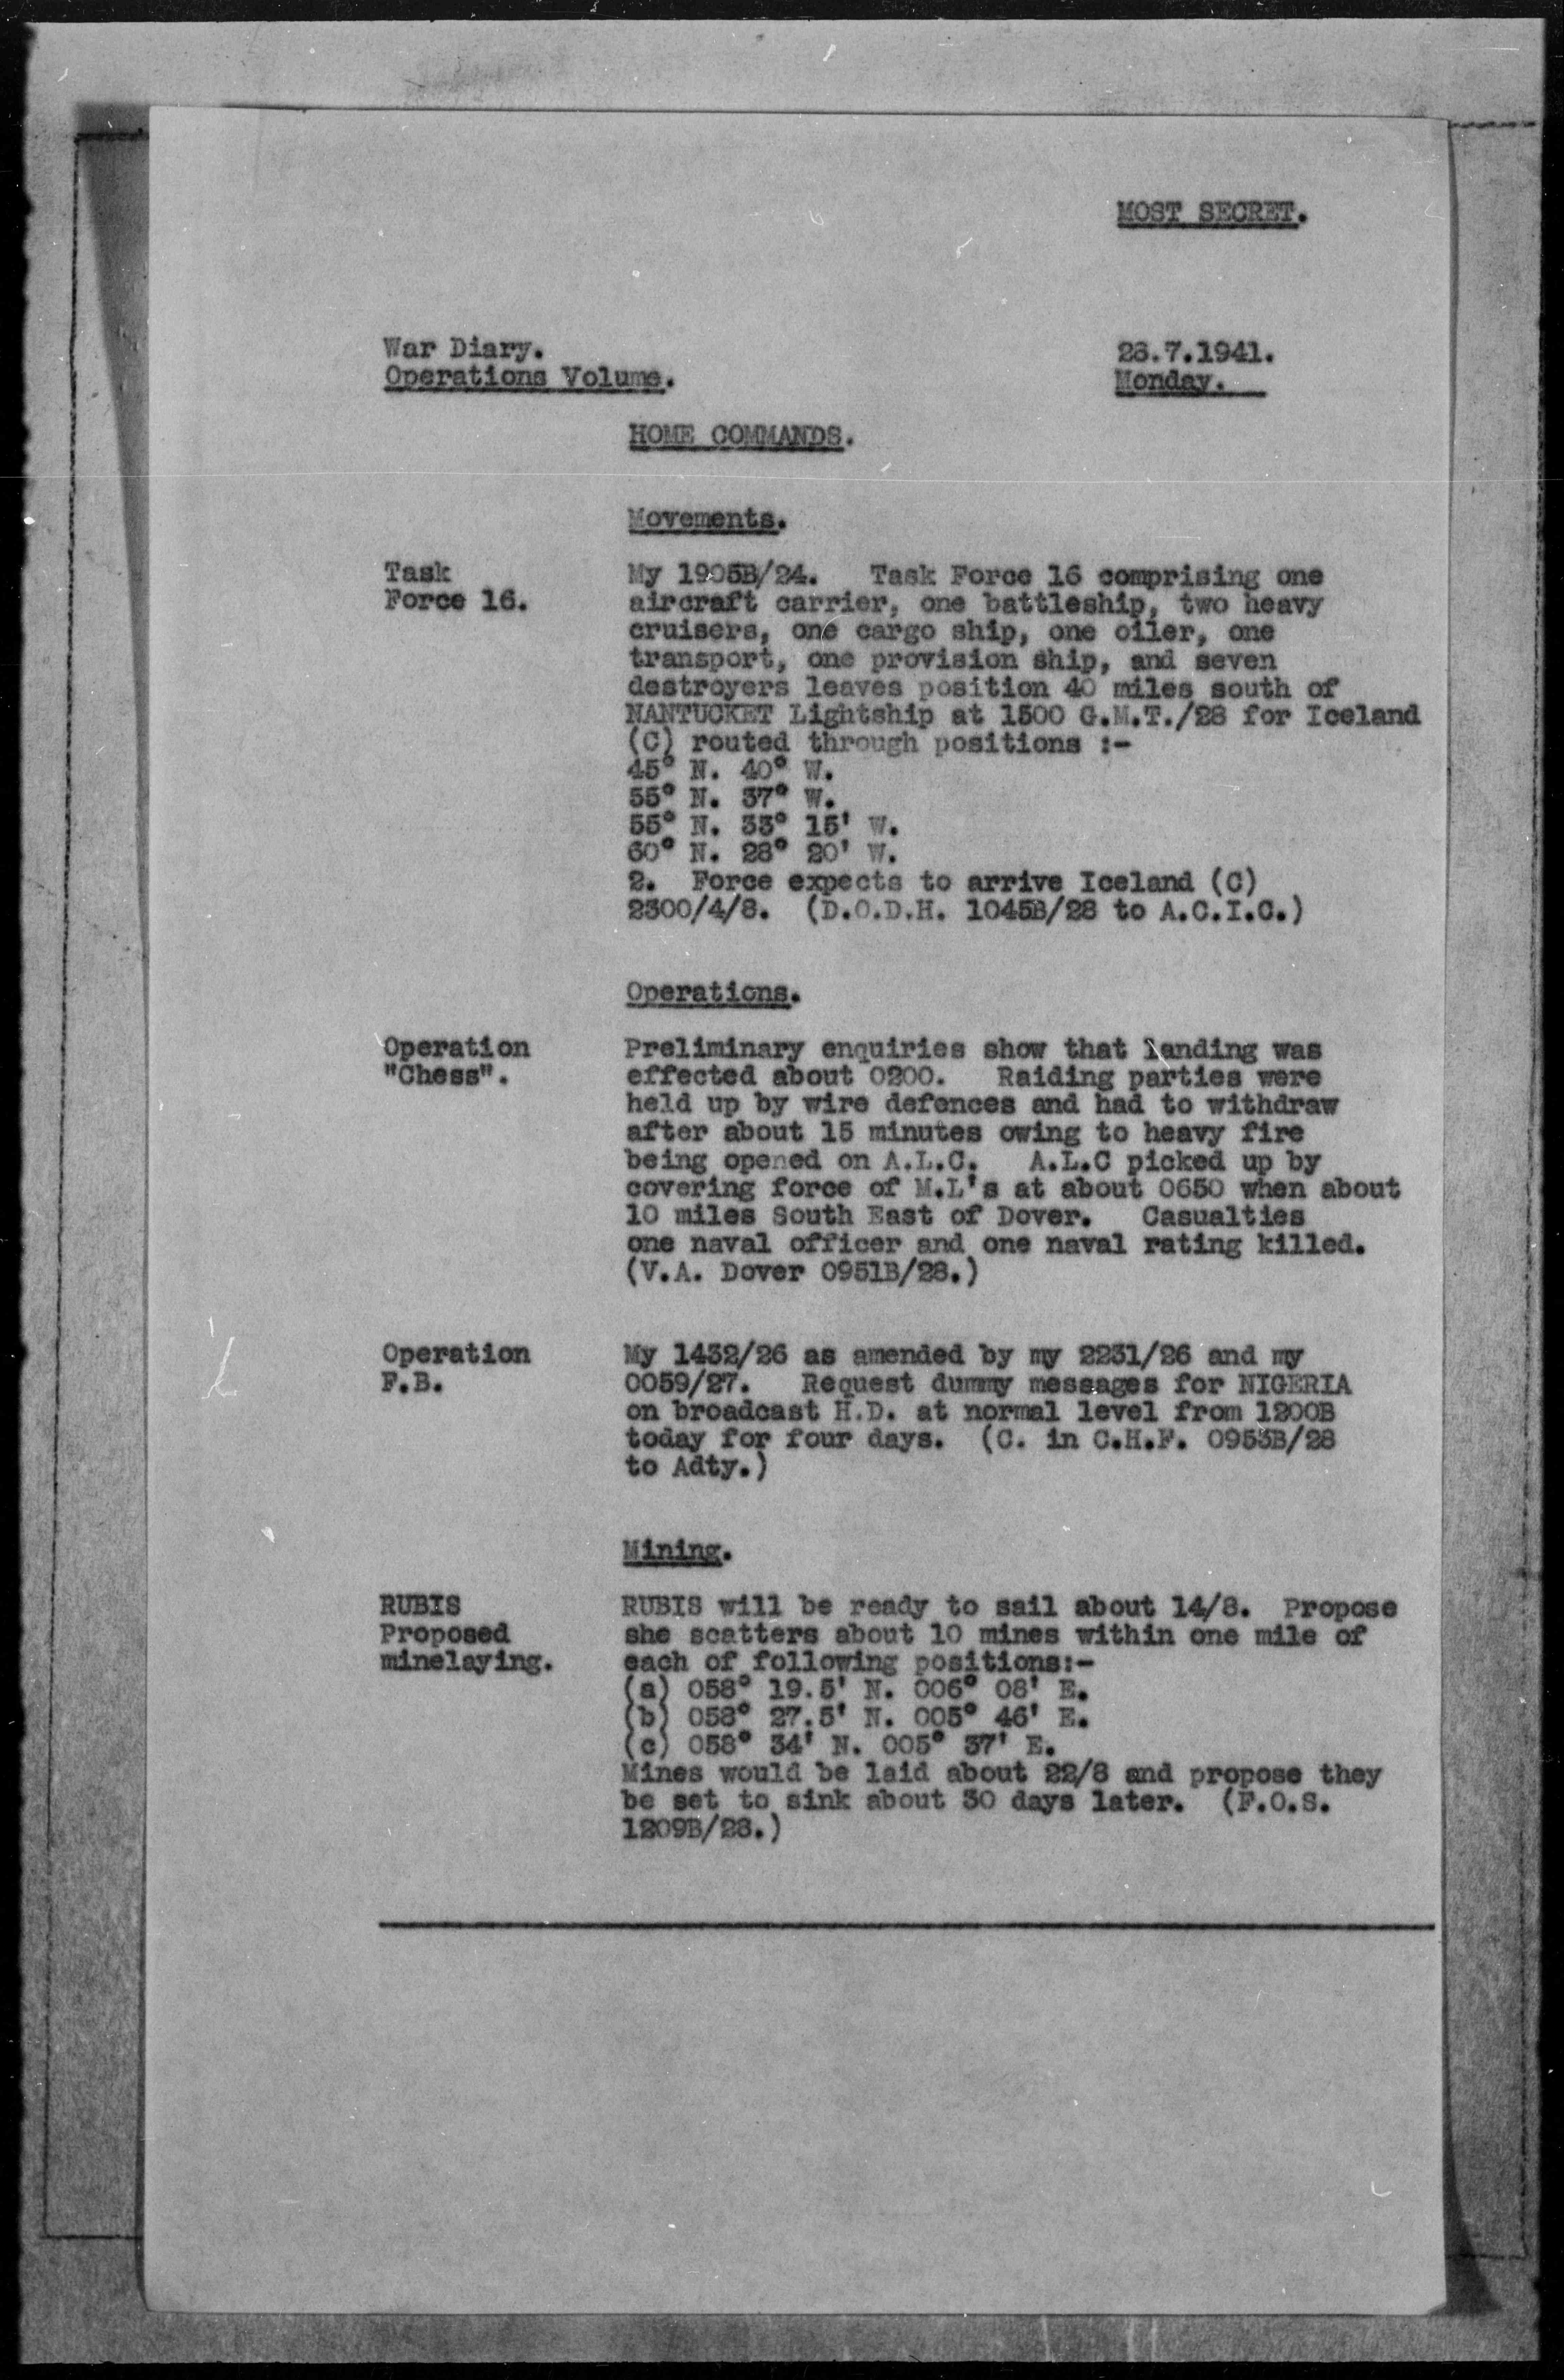 MOST SECRET.
War Diary.
Operations Volume.
28.7.1941.
Monday.
HOME COMMANDS.
Movements.
Task
Force 16.
My 1905B/24. Task Force 16 comprising one
aircraft carrier, one battleship, two heavy
cruisers, one cargo ship, one oiler, one
transport, one provision ship, and seven
destroyers leaves position 40 miles south of
NANTUCKET Lightship at 1500 G.M.T./28 for Iceland
(C) routed through positions :-
45° N. 40° W.
55° N. 37° W.
55° N. 33° 15' W.
60° N. 28° 20' W.
2. Force expects to arrive Iceland (C)
2300/4/8. (D.O.D.H. 1045B/28 to A.C.I.C.)
Operations.
Operation
"Chess".
Preliminary enquiries show that landing was
effected about 0200. Raiding parties were
held up by wire defences and had to withdraw
after about 15 minutes owing to heavy fire
being opened on A.L.C. A.L.C picked up by
covering force of M.L's at about 0650 when about
10 miles South East of Dover. Casualties
one naval officer and one naval rating killed.
(V.A. Dover 0951B/28.)
Operation
F.B.
My 1432/26 as amended by my 2231/26 and my
0059/27. Request dummy messages for NIGERIA
on broadcast H.D. at normal level from 1200B
today for four days. (C. in C.H.F. 0953B/28
to Adty.)
Mining.
RUBIS
Proposed
minelaying.
RUBIS will be ready to sail about 14/8. Propose
she scatters about 10 mines within one mile of
each of following positions:-
(a) 058° 19.5' N. 006° 08' E.
(b) 058° 27.5' N. 005° 46' E.
(c) 058° 34' N. 005° 37' E.
Mines would be laid about 22/8 and propose they
be set to sink about 30 days later. (F.O.S.
1209B/28.)